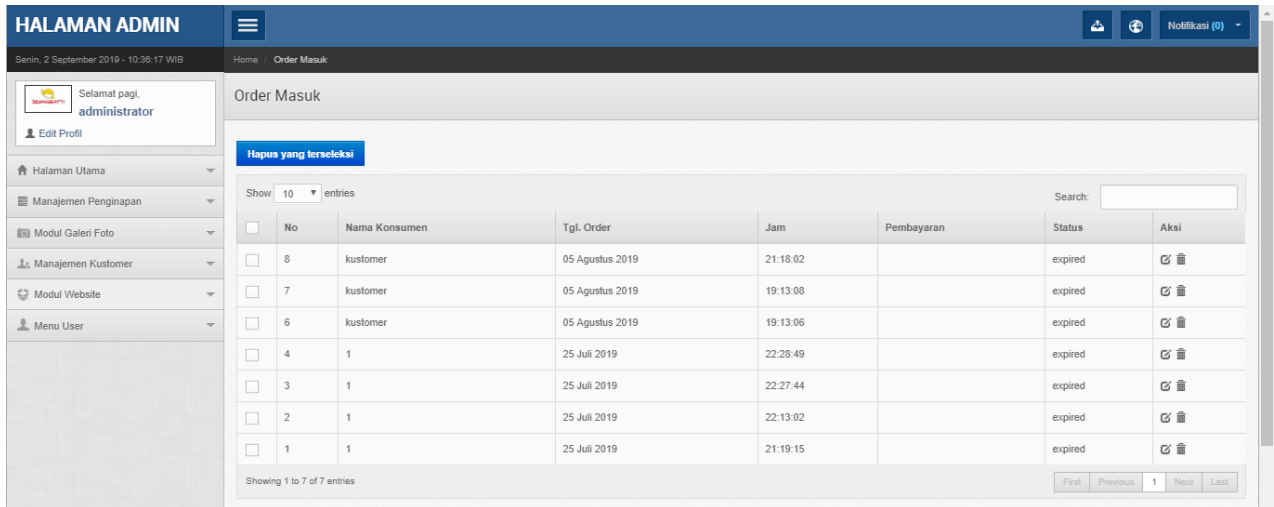 HALAMAN ADMIN
Notifikasi (0)
Senin, 2 September 2019 - 10:36:17 WIB
Home / Order Masuk
Selamat pagi,
administrator
Edit Profil
Halaman Utama
Manajemen Penginapan
Modul Galeri Foto
Manajemen Kustomer
Modul Website
Menu User
Order Masuk
Hapus yang terseleksi
Show 10 entries Search:
No Nama Konsumen Tgl. Order Jam Pembayaran Status Aksi
8 kustomer 05 Agustus 2019 21:18:02 expired
7 kustomer 05 Agustus 2019 19:13:08 expired
6 kustomer 05 Agustus 2019 19:13:06 expired
4 1 25 Juli 2019 22:28:49 expired
3 1 25 Juli 2019 22:27:44 expired
2 1 25 Juli 2019 22:13:02 expired
1 1 25 Juli 2019 21:19:15 expired
Showing 1 to 7 of 7 entries First Previous 1 Next Last